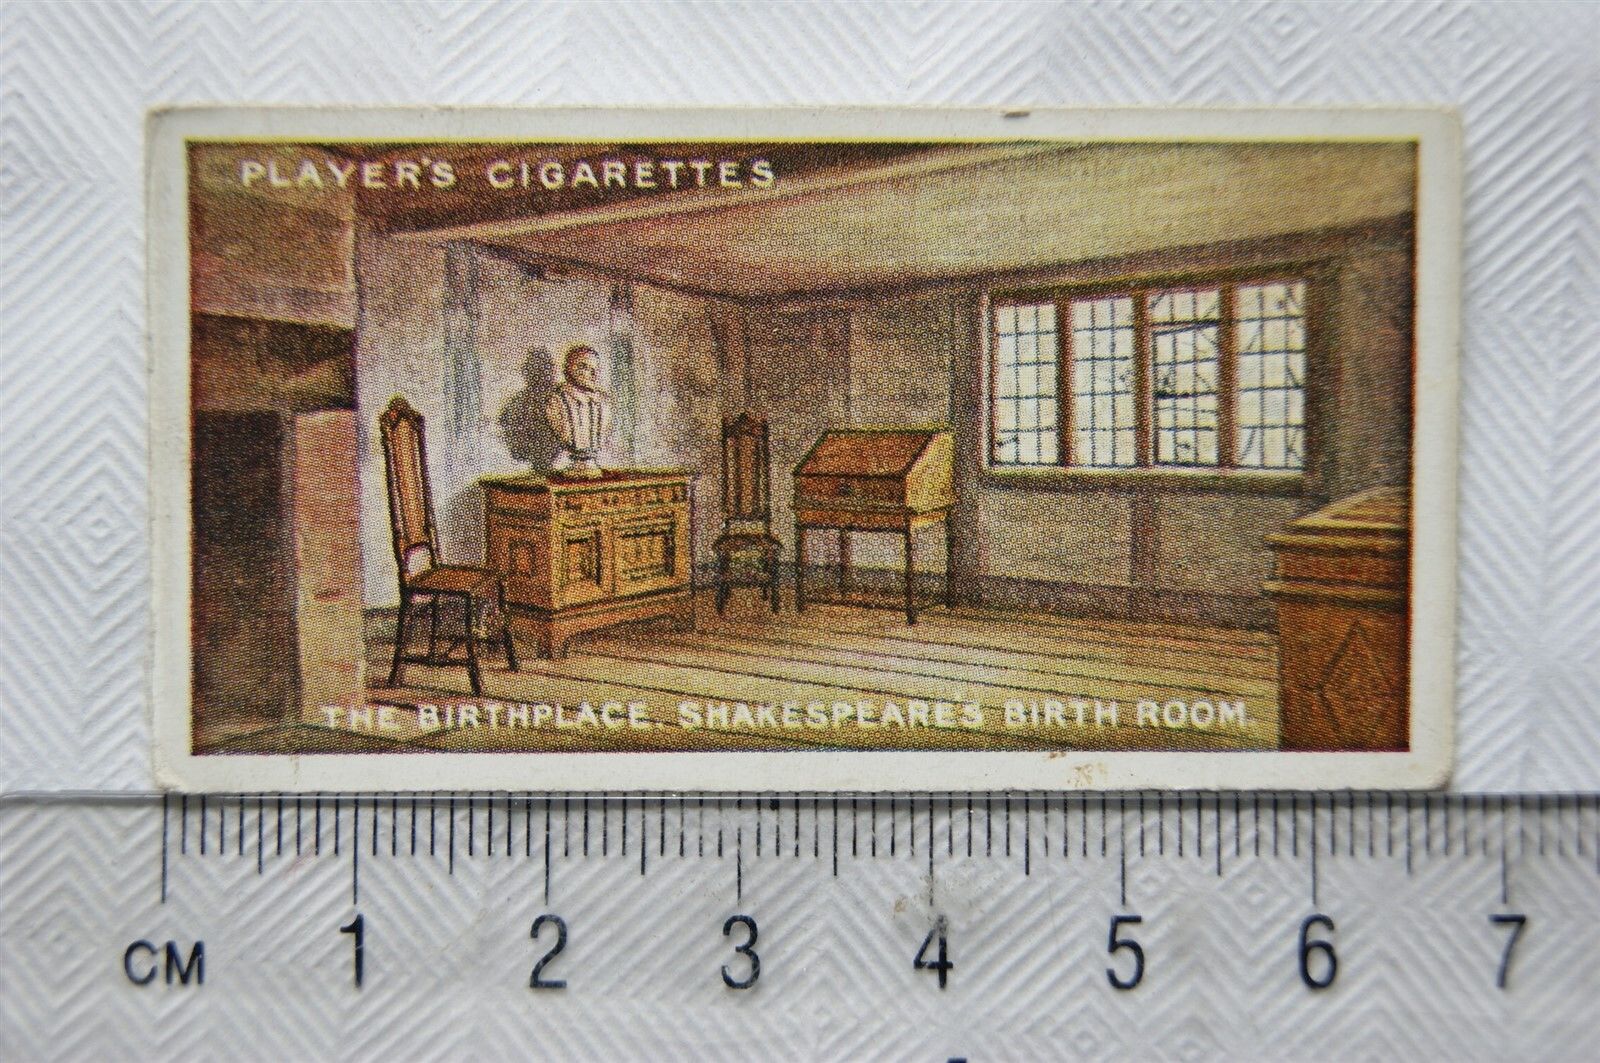 PLAYER'S CIGARETTES
THE BIRTHPLACE. SHAKESPEARE'S BIRTH ROOM
CM 1 2 3 4 5 6 7